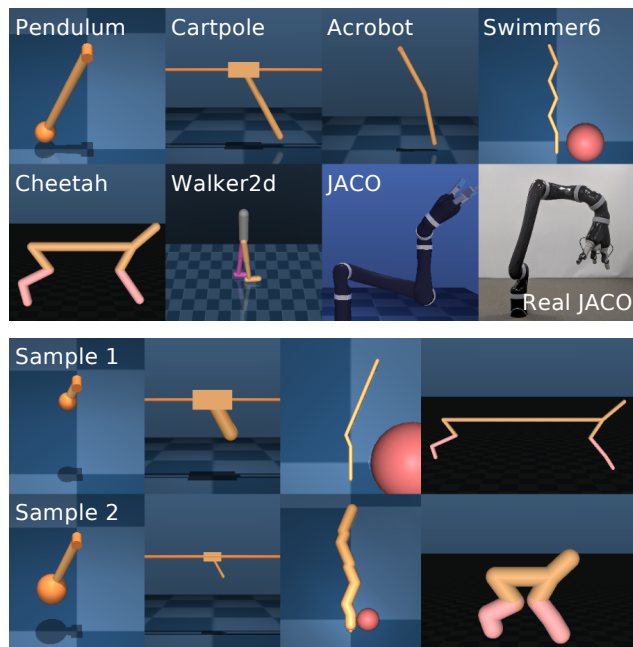 Pendulum
Cartpole
Acrobot
Swimmer6
Cheetah
Walker2d
JACO
Real JACO
Sample 1
Sample 2